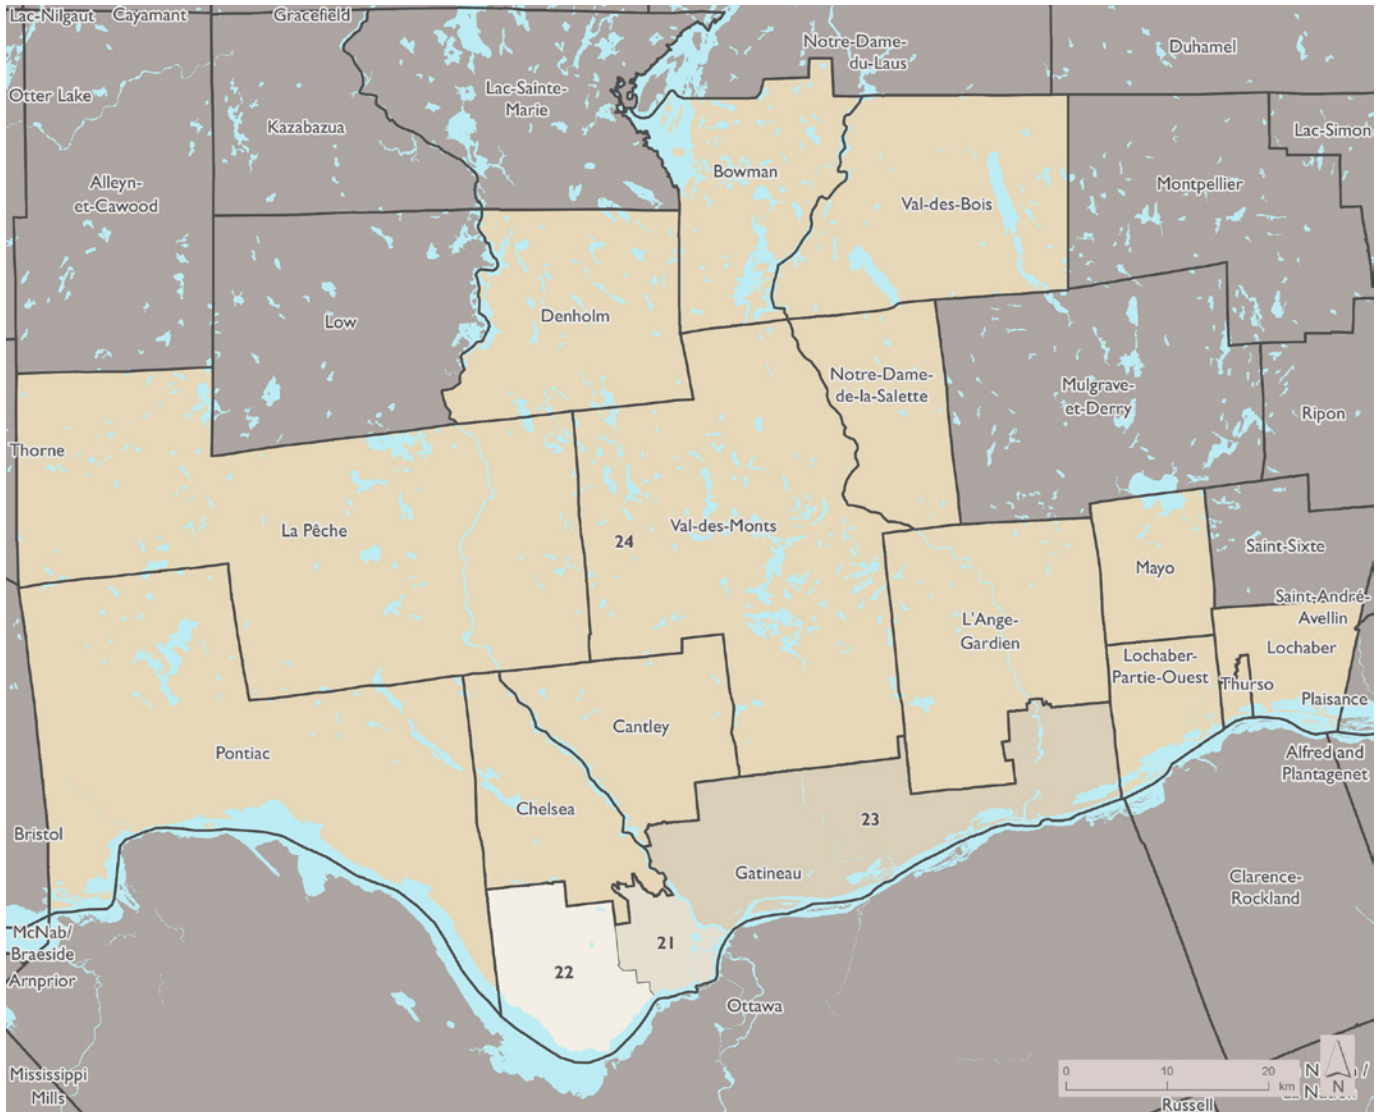 Lac-Nilgaut
Cayamant
Gracefield
Notre-Dame-
du-Laus
Duhamel
Otter Lake
Lac-Sainte-
Marie
Kazabazua
Lac-Simon
Alleyn-
et-Cawood
Bowman
Montpellier
Val-des-Bois
Low
Denholm
Notre-Dame-
de-la-Salette
Mulgrave-
et-Derry
Ripon
Thorne
La Pêche
24
Val-des-Monts
Saint-Sixte
Mayo
Saint-André-
Avellin
L'Ange-
Gardien
Lochaber
Lochaber-
Partie-Ouest
Thurso
Plaisance
Cantley
Pontiac
Alfred and
Plantagenet
Chelsea
23
Bristol
Gatineau
Clarence-
Rockland
McNab/
Braeside
21
22
Arnprior
Ottawa
Mississippi
Mills
0
10
20
km
N
Russell